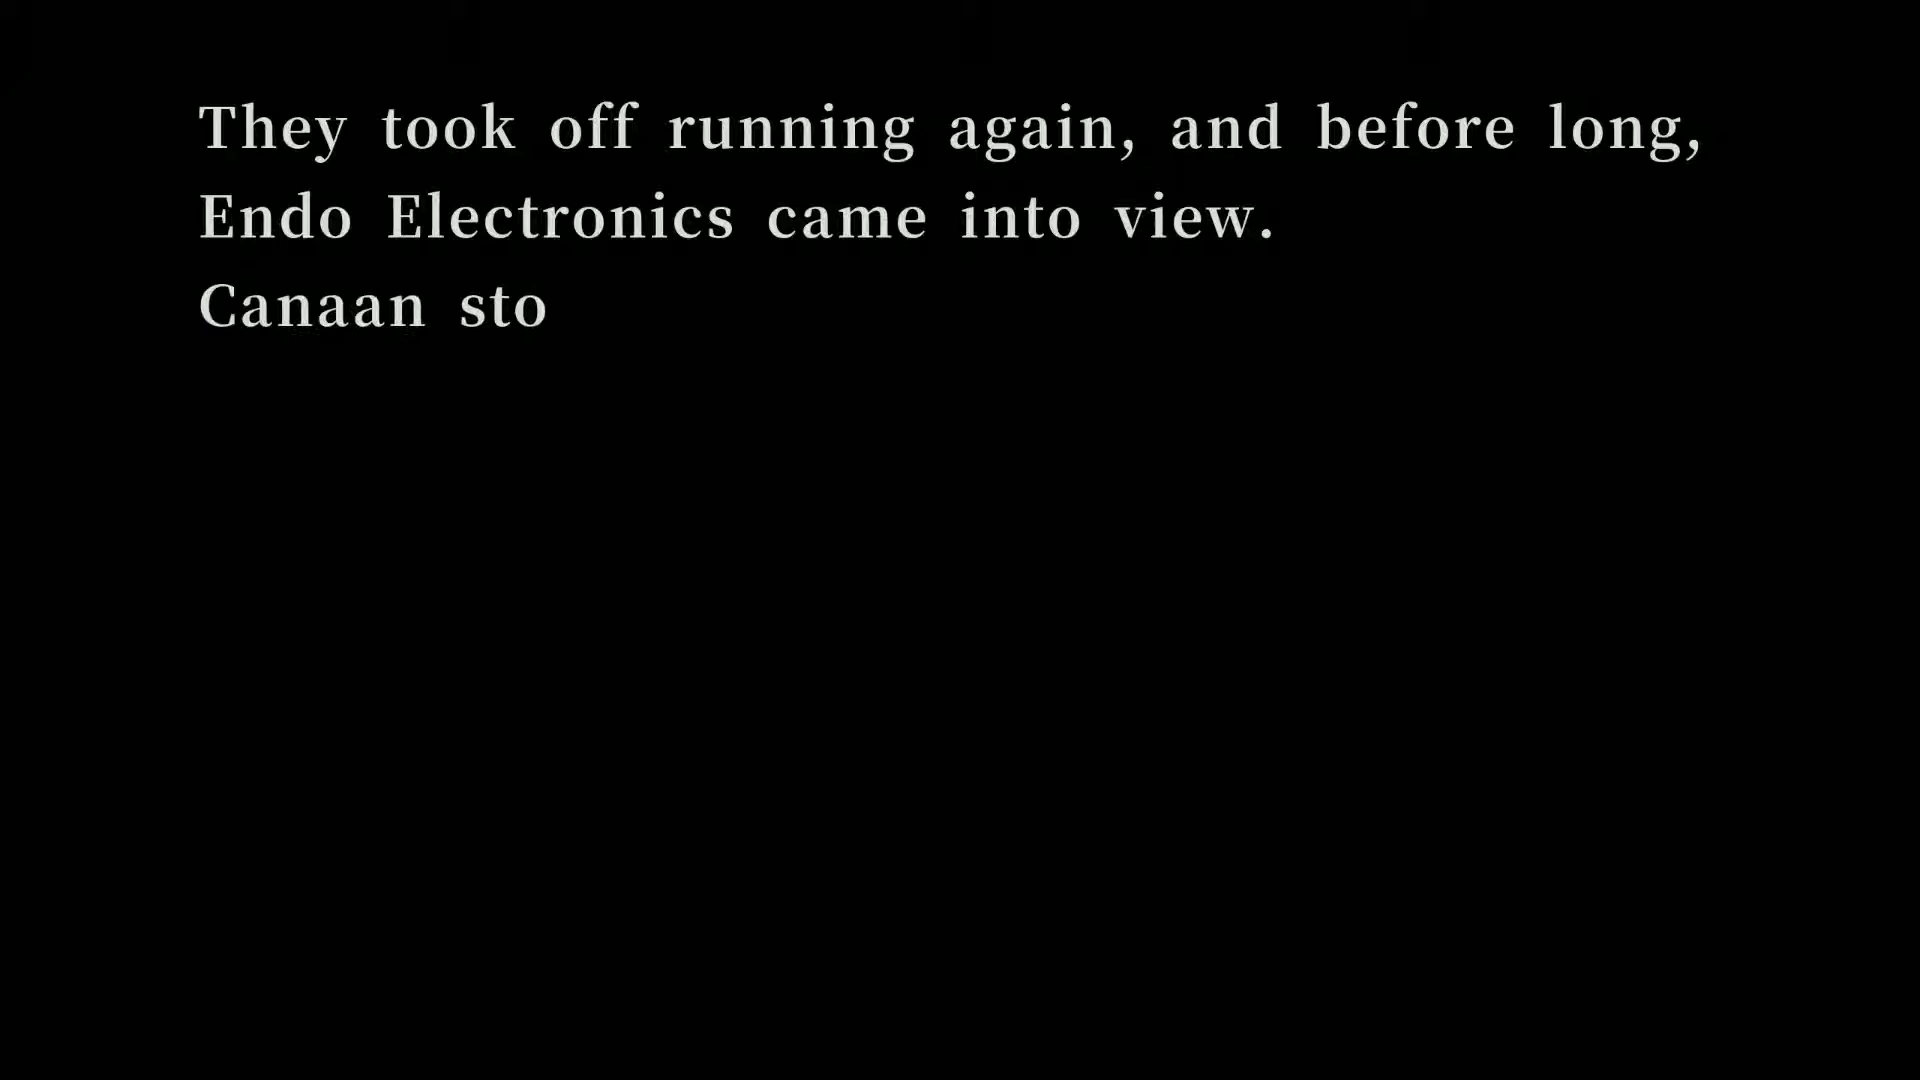 They took off running again, and before long,
Endo Electronics came into view.
Canaan sto